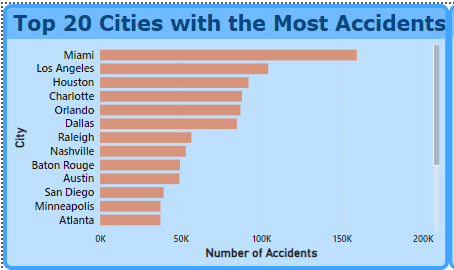 Top 20 Cities with the Most Accidents
City
Miami
Los Angeles
Houston
Charlotte
Orlando
Dallas
Raleigh
Nashville
Baton Rouge
Austin
San Diego
Minneapolis
Atlanta
0K 50K 100K 150K 200K
Number of Accidents